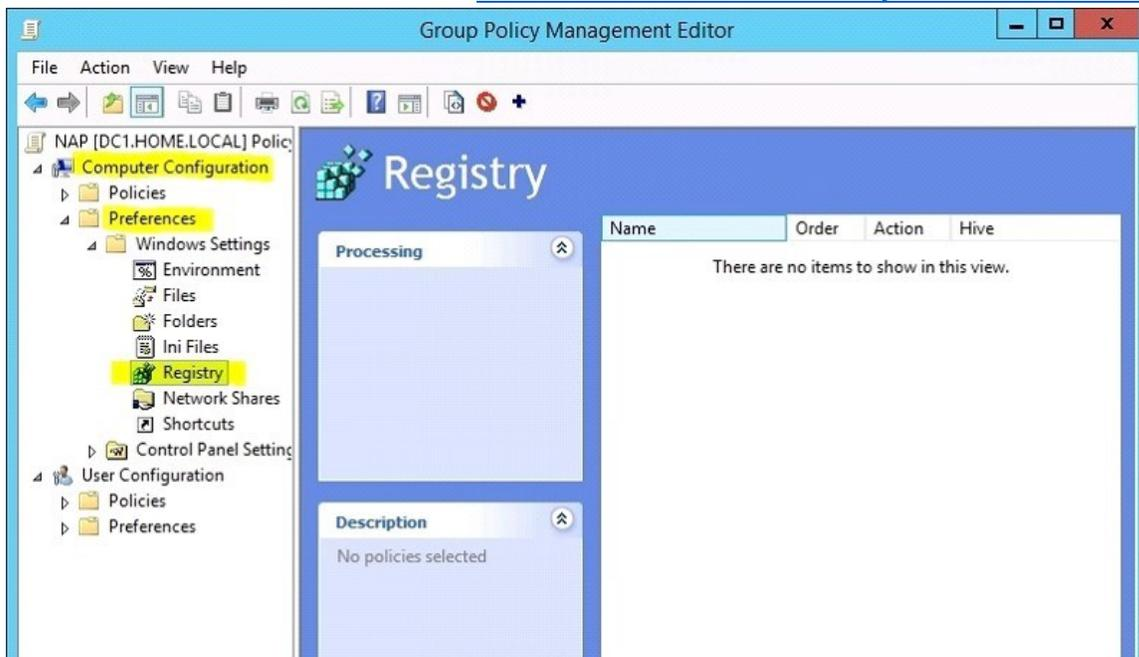 Group Policy Management Editor
File Action View Help
NAP [DC1.HOME.LOCAL] Polic
Computer Configuration
Policies
Preferences
Windows Settings
Environment
Files
Folders
Ini Files
Registry
Network Shares
Shortcuts
Control Panel Setting
User Configuration
Policies
Preferences
Registry
Processing
Description
No policies selected
Name Order Action Hive
There are no items to show in this view.